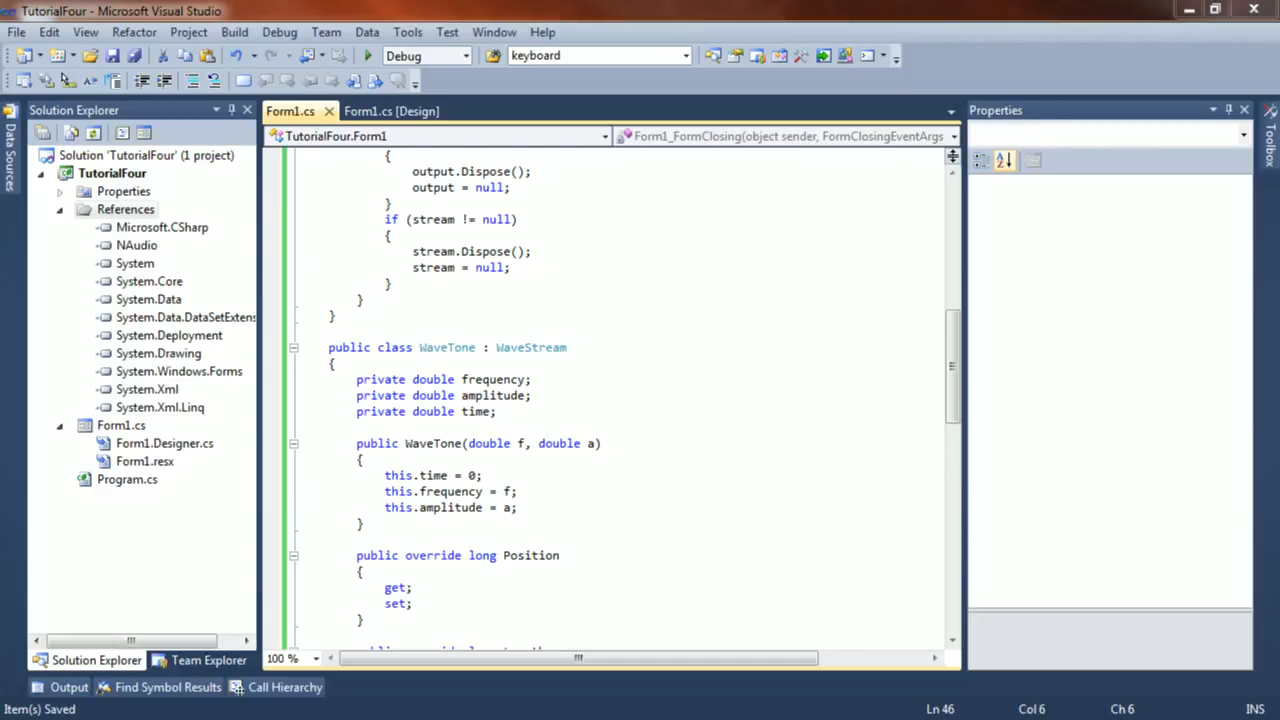 TutorialFour - Microsoft Visual Studio
File Edit View Refactor Project Build Debug Team Data Tools Test Window Help
Debug keyboard
Data Sources
Solution Explorer
Solution 'TutorialFour' (1 project)
TutorialFour
Properties
References
Microsoft.CSharp
NAudio
System
System.Core
System.Data
System.Data.DataSetExtens
System.Deployment
System.Drawing
System.Windows.Forms
System.Xml
System.Xml.Linq
Form1.cs
Form1.Designer.cs
Form1.resx
Program.cs
Solution Explorer Team Explorer
Form1.cs Form1.cs [Design]
TutorialFour.Form1 Form1_FormClosing(object sender, FormClosingEventArgs
{
output.Dispose();
output = null;
}
if (stream != null)
{
stream.Dispose();
stream = null;
}
}
}
public class WaveTone : WaveStream
{
private double frequency;
private double amplitude;
private double time;
public WaveTone(double f, double a)
{
this.time = 0;
this.frequency = f;
this.amplitude = a;
}
public override long Position
{
get;
set;
}
100 %
Properties
Toolbox
Output Find Symbol Results Call Hierarchy
Item(s) Saved Ln 46 Col 6 Ch 6 INS